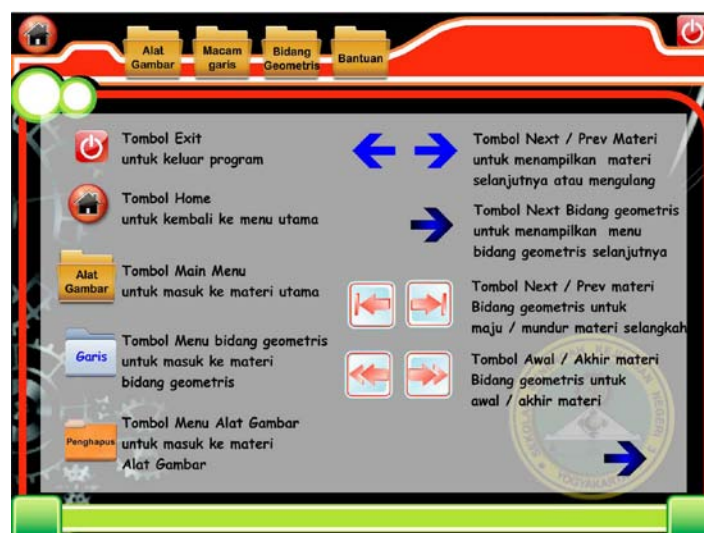 Alat
Gambar
Macam
garis
Bidang
Geometris
Bantuan
Tombol Exit
untuk keluar program
Tombol Home
untuk kembali ke menu utama
Alat
Gambar
Tombol Main Menu
untuk masuk ke materi utama
Garis
Tombol Menu bidang geometris
untuk masuk ke materi
bidang geometris
Penghapus
Tombol Menu Alat Gambar
untuk masuk ke materi
Alat Gambar
Tombol Next / Prev Materi
untuk menampilkan materi
selanjutnya atau mengulang
Tombol Next Bidang geometris
untuk menampilkan menu
bidang geometris selanjutnya
Tombol Next / Prev materi
Bidang geometris untuk
maju / mundur materi selangkah
Tombol Awal / Akhir materi
Bidang geometris untuk
awal / akhir materi
YOGYAKARTA